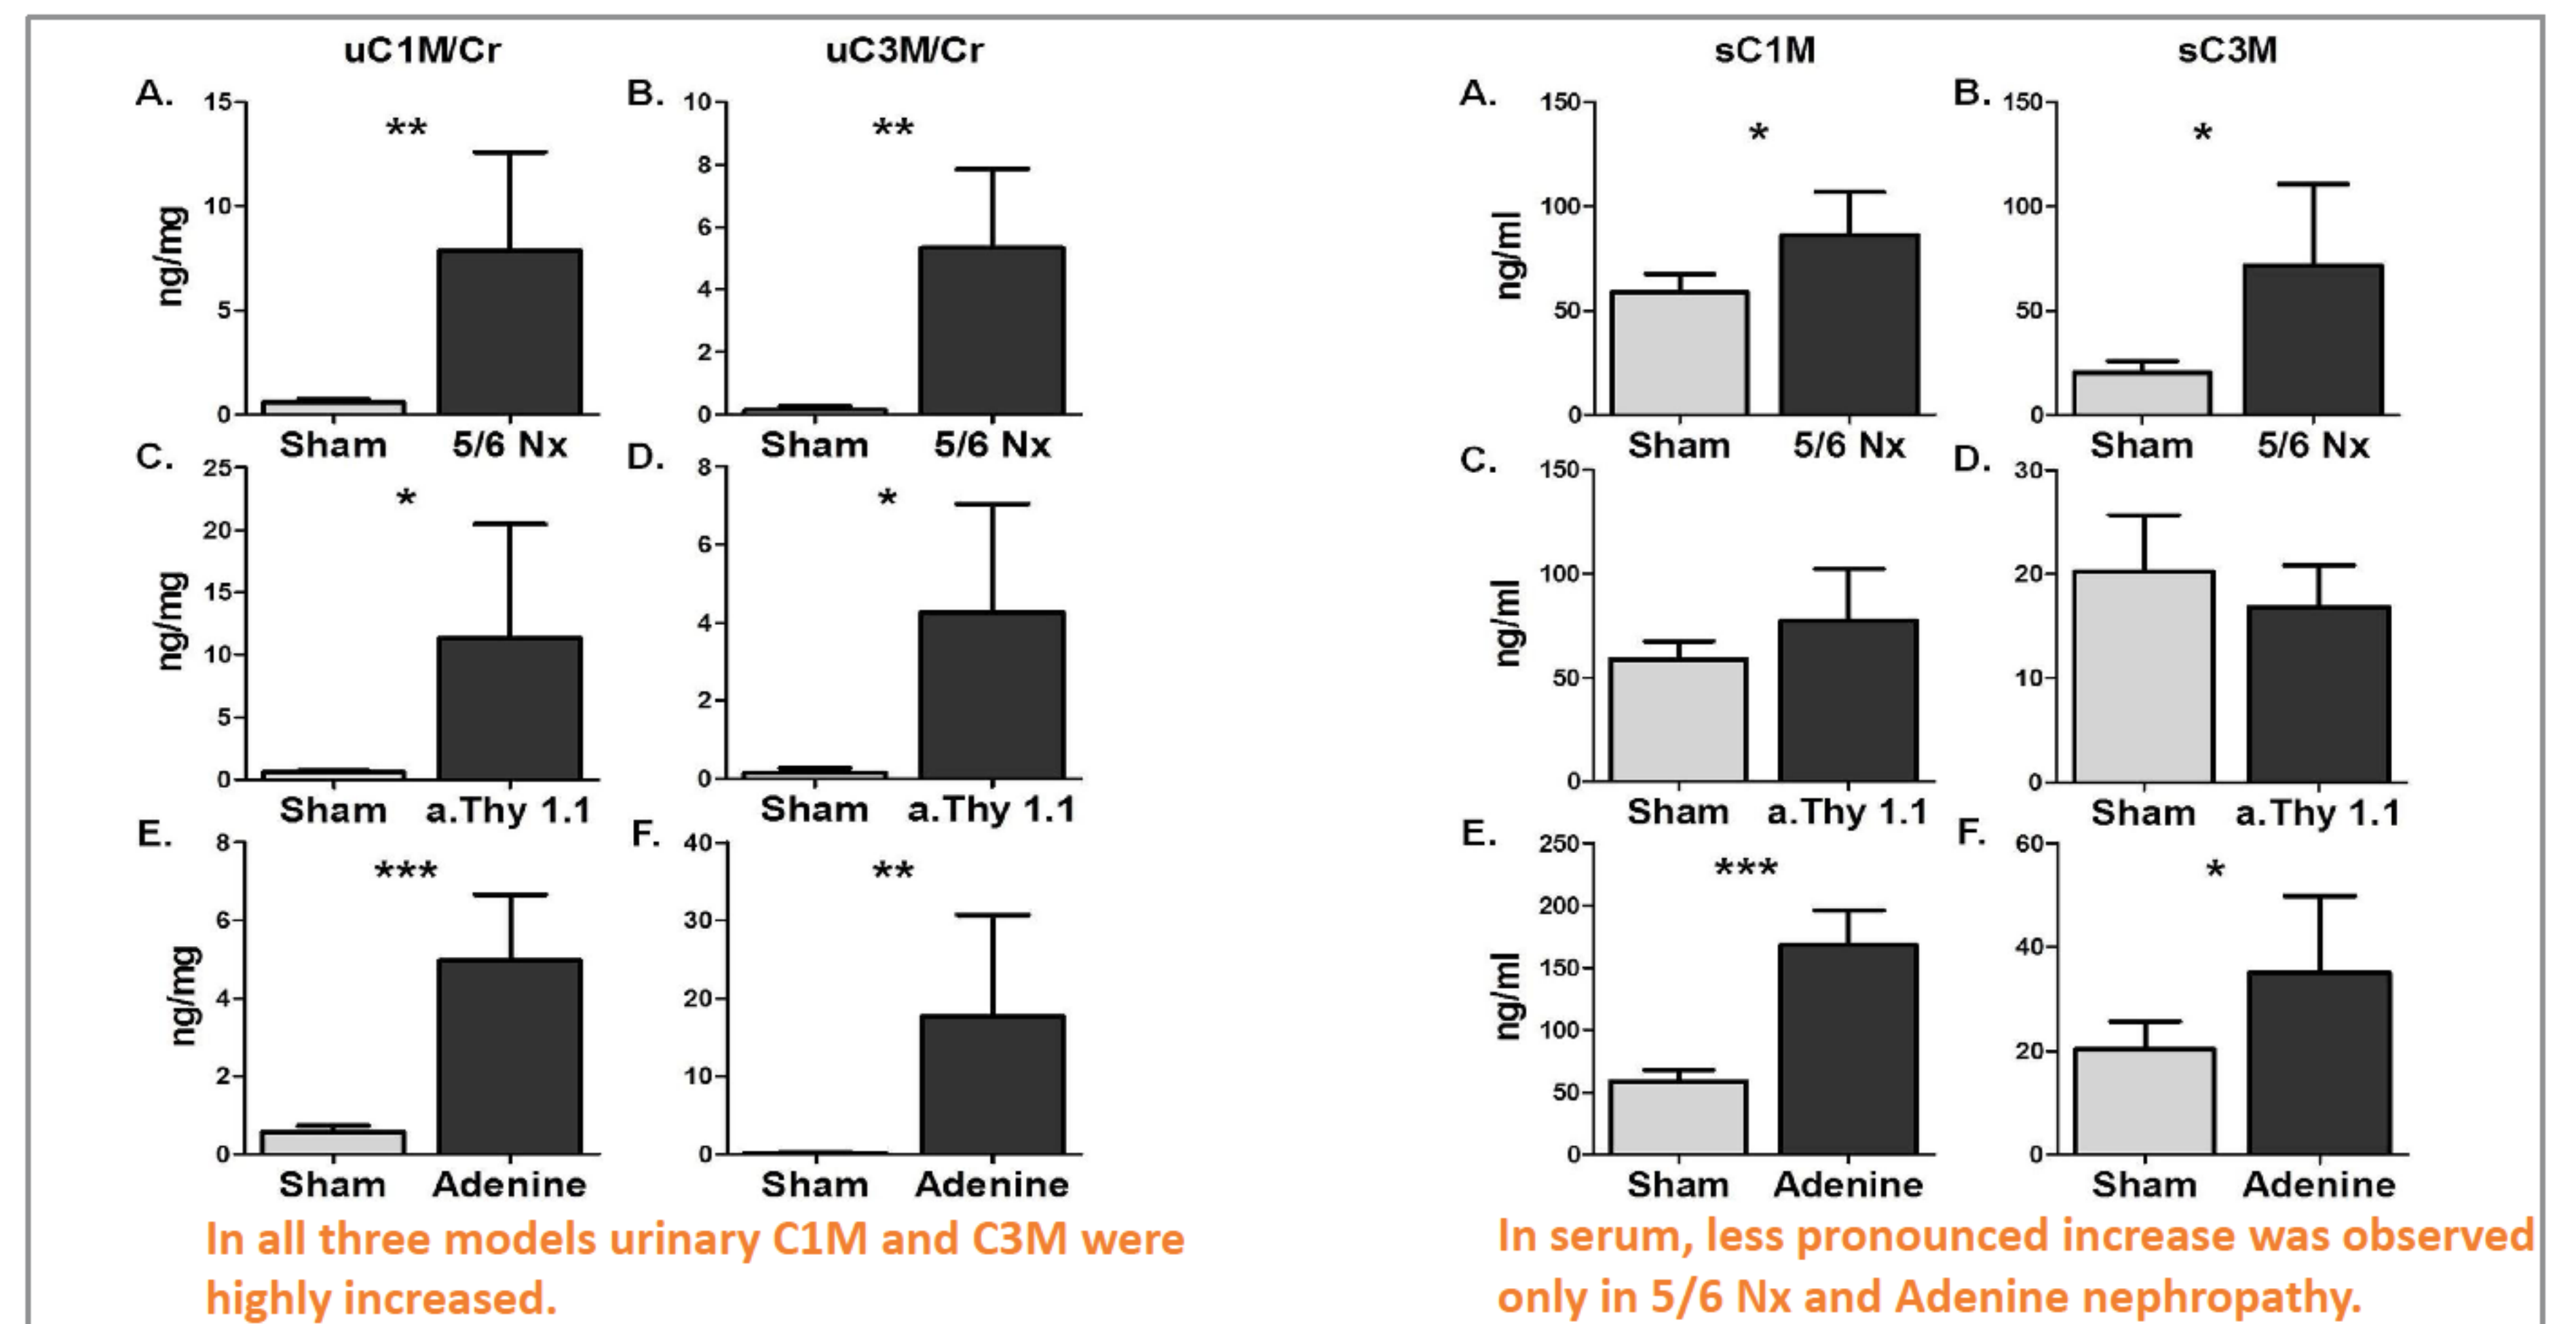 uC1M/Cr
uC3M/Cr
sC1M
sC3M
A.
15
10
5
0
ng/mg
**
Sham
5/6 Nx
B.
10
8
6
4
2
0
**
Sham
5/6 Nx
A.
150
100
50
0
ng/ml
*
Sham
5/6 Nx
B.
150
100
50
0
*
Sham
5/6 Nx
C.
25
20
15
10
5
0
ng/mg
*
Sham
a.Thy 1.1
D.
8
6
4
2
0
*
Sham
a.Thy 1.1
C.
150
100
50
0
ng/ml
Sham
a.Thy 1.1
D.
30
20
10
0
Sham
a.Thy 1.1
E.
8
6
4
2
0
ng/mg
***
Sham
Adenine
F.
40
30
20
10
0
**
Sham
Adenine
E.
250
200
150
100
50
0
ng/ml
***
Sham
Adenine
F.
60
40
20
0
*
Sham
Adenine
In all three models urinary C1M and C3M were
highly increased.
In serum, less pronounced increase was observed
only in 5/6 Nx and Adenine nephropathy.